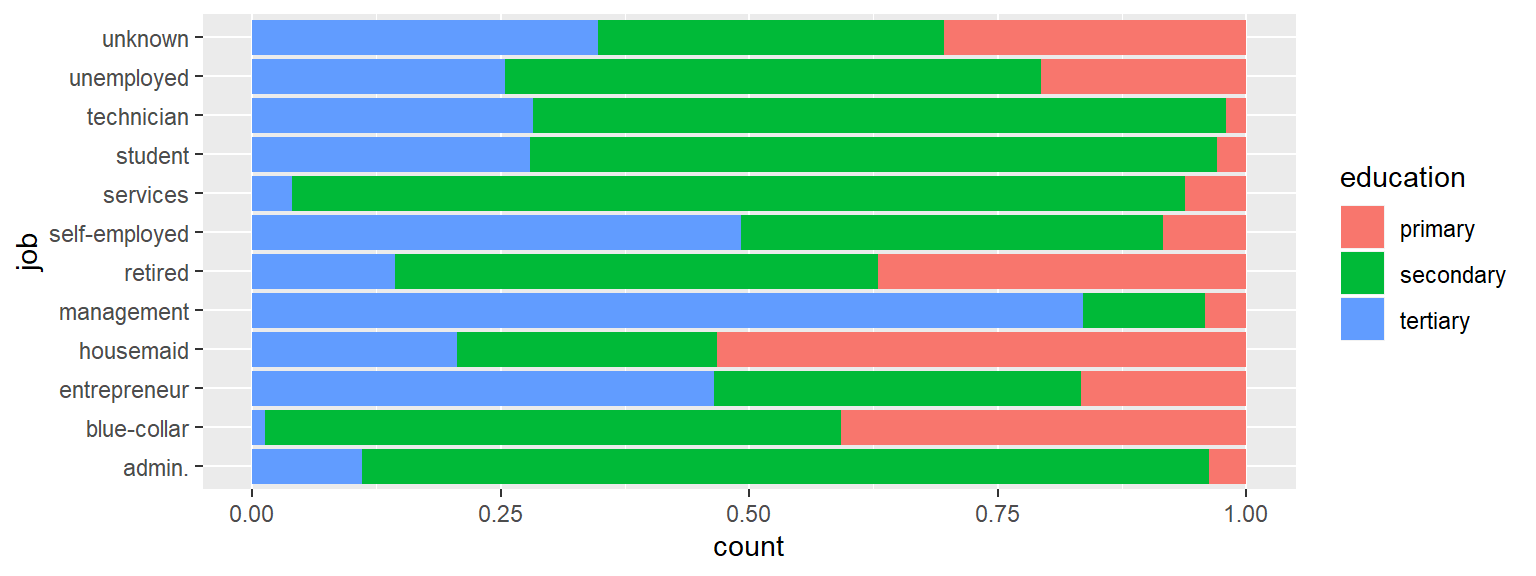 unknown
unemployed
technician
student
services
self-employed
retired
management
housemaid
entrepreneur
blue-collar
admin.
job
0.00 0.25 0.50 0.75 1.00
count
education
primary
secondary
tertiary